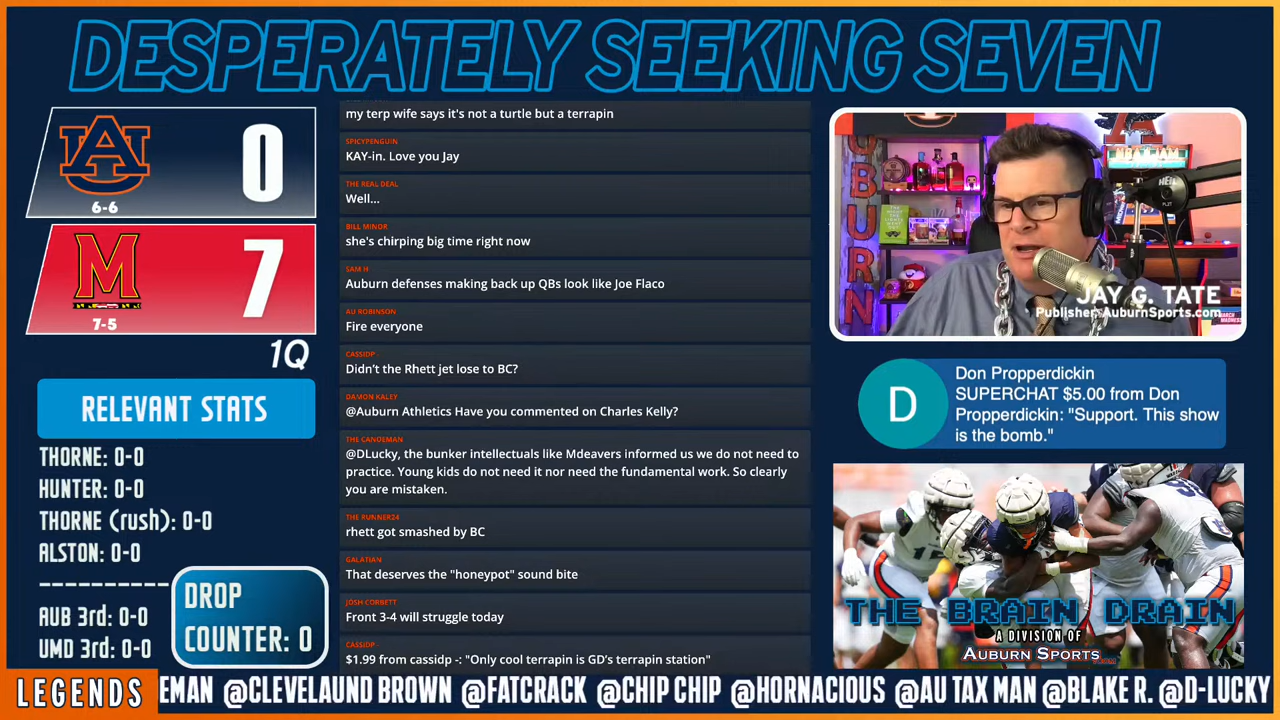 DESPERATELY SEEKING SEVEN
0
6-6
7
7-5
1Q
RELEVANT STATS
THORNE: 0-0
HUNTER: 0-0
THORNE (rush): 0-0
ALSTON: 0-0
----------
AUB 3rd: 0-0
UMD 3rd: 0-0
DROP
COUNTER: 0
my terp wife says it's not a turtle but a terrapin
SPICYPENGUIN
KAY-in. Love you Jay
THE REAL DEAL
Well...
BILL MINOR
she's chirping big time right now
SAM H
Auburn defenses making back up QBs look like Joe Flaco
AU ROBINSON
Fire everyone
CASSIDP
Didn't the Rhett jet lose to BC?
DAMON KALEY
@Auburn Athletics Have you commented on Charles Kelly?
THE CANDEMAN
@DLucky, the bunker intellectuals like Mdeavers informed us we do not need to
practice. Young kids do not need it nor need the fundamental work. So clearly
you are mistaken.
THE RUNNER24
rhett got smashed by BC
GALATIAN
That deserves the "honeypot" sound bite
JOSH CORBETT
Front 3-4 will struggle today
CASSIDP
$1.99 from cassidp -: "Only cool terrapin is GD's terrapin station"
JAY G. TATE
Publisher, AuburnSports.com
D
Don Propperdickin
SUPERCHAT $5.00 from Don
Propperdickin: "Support. This show
is the bomb."
THE BRAIN DRAIN
A DIVISION OF
AUBURN SPORTS.COM
LEGENDS
EMAN @CLEVELAUND BROWN @FATCRACK @CHIP CHIP @HORNACIOUS @AU TAX MAN @BLAKE R. @D-LUCKY